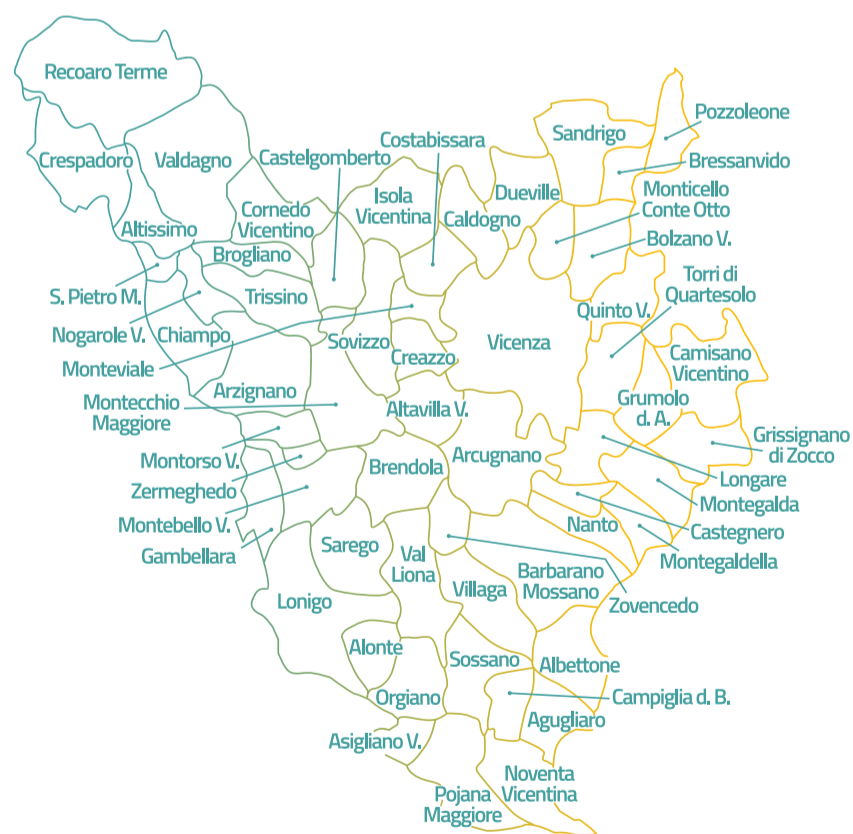 Recoaro Terme
Pozzoleone
Sandrigo
Costabissara
Crespadoro
Valdagno
Castelgomberto
Bressanvido
Isola
Vicentina
Dueville
Monticello
Conte Otto
Cornedo
Vicentino
Caldogno
Altissimo
Bolzano V.
Brogliano
Torri di
Quartesolo
S. Pietro M.
Trissino
Quinto V.
Nogarole V.
Chiampo
Sovizzo
Vicenza
Creazzo
Camisano
Vicentino
Monteviale
Arzignano
Grumolo
d. A.
Montecchio
Maggiore
Altavilla V.
Grissignano
di Zocco
Montorso V.
Brendola
Arcugnano
Longare
Zermeghedo
Montegalda
Montebello V.
Nanto
Castegnero
Gambellara
Sarego
Val
Liona
Montegaldella
Barbarano
Mossano
Villaga
Lonigo
Zovencedo
Alonte
Sossano
Albettone
Orgiano
Campiglia d. B.
Agugliaro
Asigliano V.
Noventa
Vicentina
Pojana
Maggiore